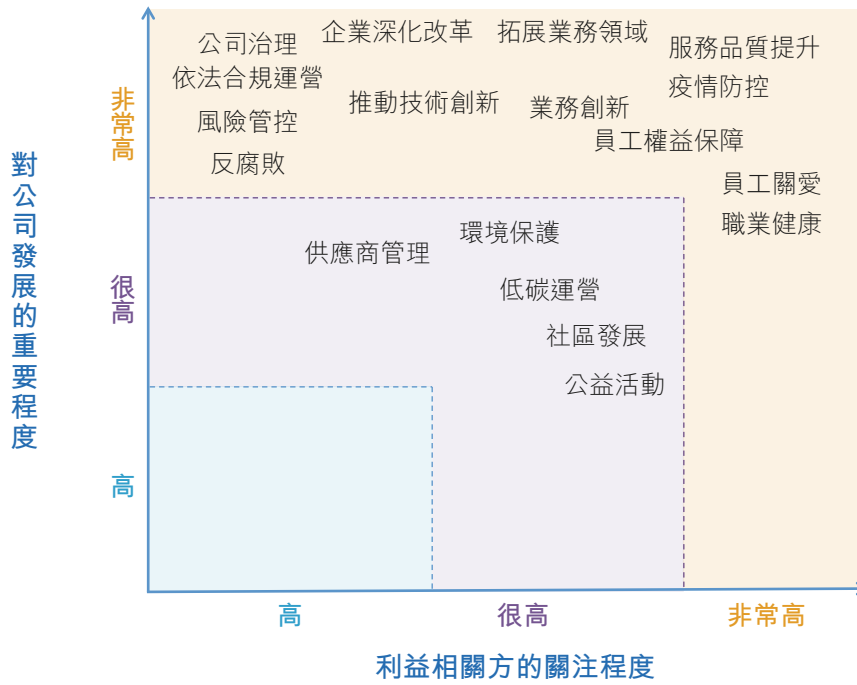 企業深化改革
拓展業務領域
公司治理
服務品質提升
依法合規運營
疫情防控
推動技術創新
業務創新
風險管控
員工權益保障
反腐敗
員工關愛
職業健康
環境保護
供應商管理
低碳運營
社區發展
公益活動
非常高
很高
高
對公司發展的重要程度
高
很高
非常高
利益相關方的關注程度